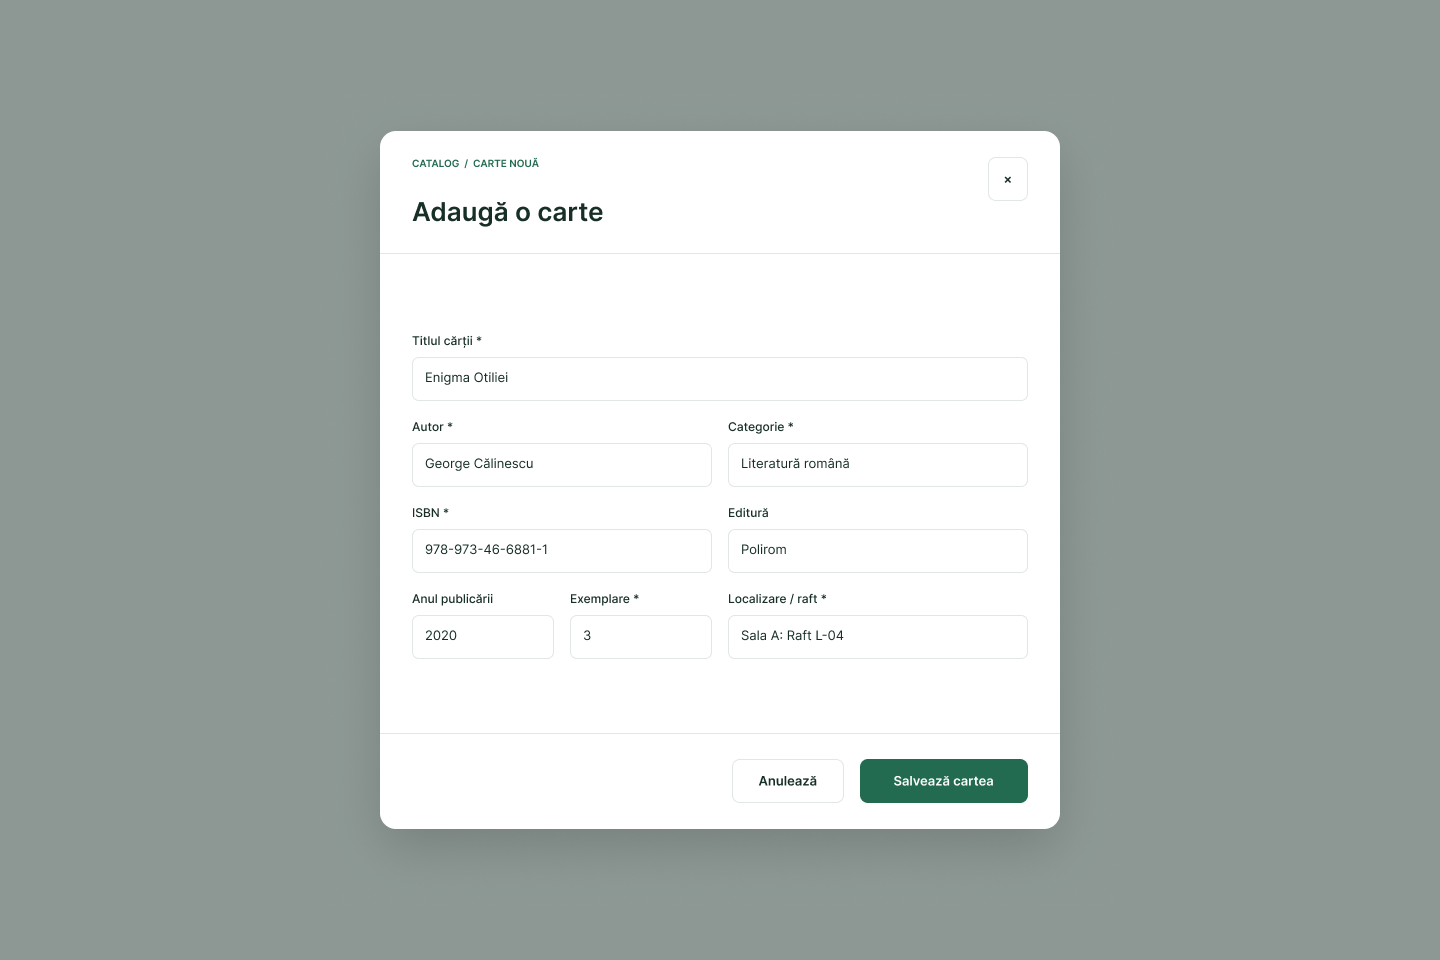 CATALOG / CARTE NOUĂ
×
Adaugă o carte
Titlul cărții *
Enigma Otiliei
Autor *
Categorie *
George Călinescu
Literatură română
ISBN *
Editură
978-973-46-6881-1
Polirom
Anul publicării
Exemplare *
Localizare / raft *
2020
3
Sala A: Raft L-04
Anulează
Salvează cartea